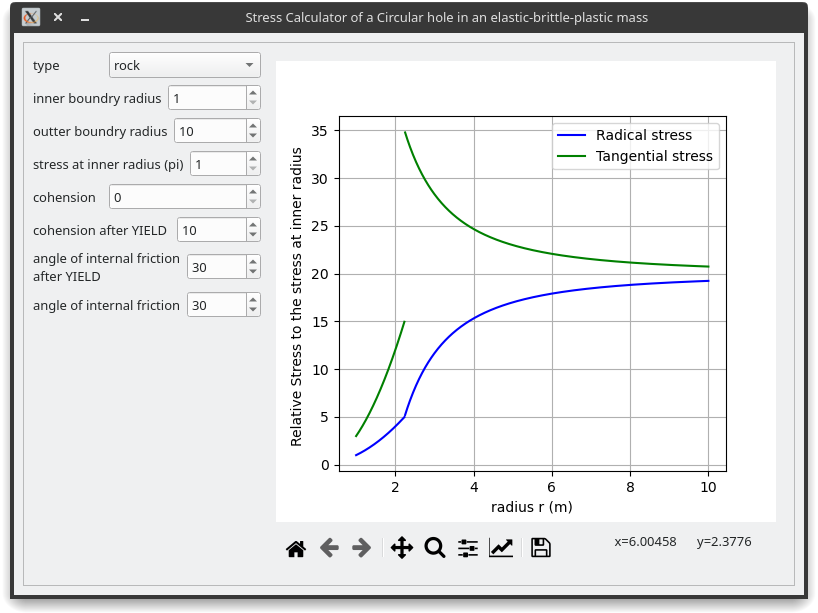 Stress Calculator of a Circular hole in an elastic-brittle-plastic mass
type rock
inner boundry radius 1
outter boundry radius 10
stress at inner radius (pi) 1
cohension 0
cohension after YIELD 10
angle of internal friction
after YIELD 30
angle of internal friction 30
Relative Stress to the stress at inner radius
35
30
25
20
15
10
5
0
Radical stress
Tangential stress
2 4 6 8 10
radius r (m)
x=6.00458 y=2.3776